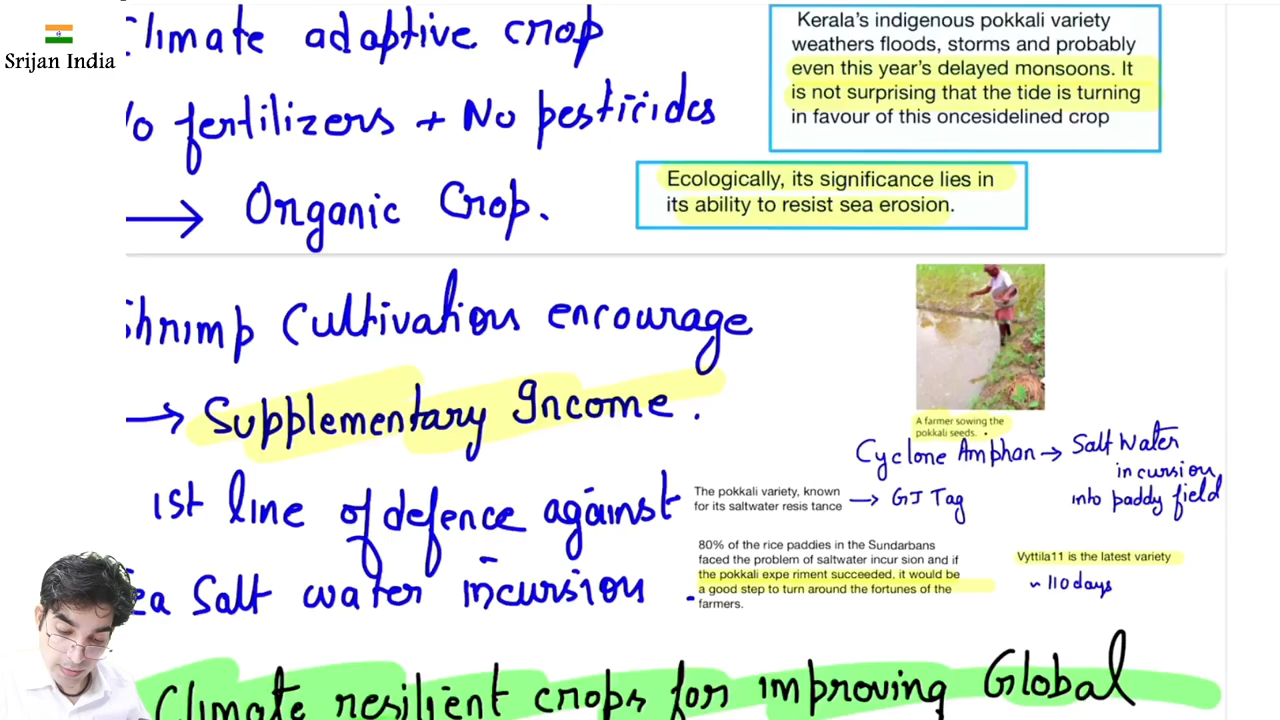 Srijan India
Climate adaptive crop
No fertilizers + No pesticides
→ Organic Crop.
Kerala's indigenous pokkali variety
weathers floods, storms and probably
even this year's delayed monsoons. It
is not surprising that the tide is turning
in favour of this oncesidelined crop
Ecologically, its significance lies in
its ability to resist sea erosion.
Shrimp Cultivation encourage
→ Supplementary Income.
1st line of defence against
Sea Salt water incursion.
A farmer sowing the
pokkali seeds.
Cyclone Amphan → Salt Water
incursion
into paddy field
The pokkali variety, known
for its saltwater resis tance
→ GI Tag
80% of the rice paddies in the Sundarbans
faced the problem of saltwater incur sion and if
the pokkali expe riment succeeded, it would be
a good step to turn around the fortunes of the
farmers.
Vyttila11 is the latest variety
~ 110 days
Climate resilient crops for improving Global